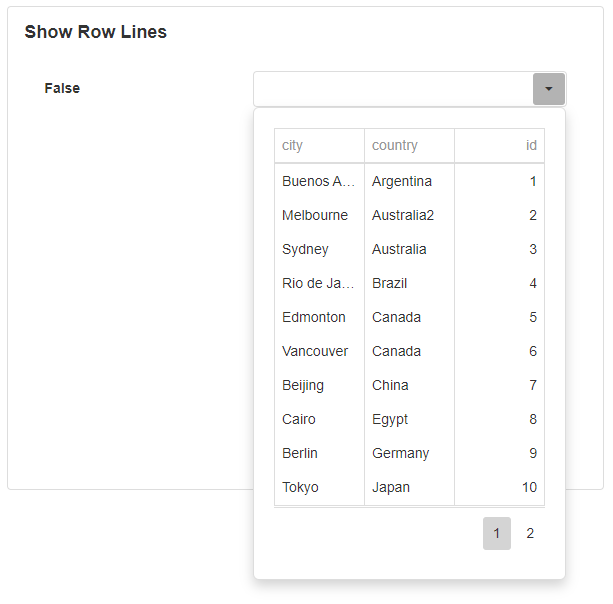 Show Row Lines
False
city country id
Buenos A... Argentina 1
Melbourne Australia2 2
Sydney Australia 3
Rio de Ja... Brazil 4
Edmonton Canada 5
Vancouver Canada 6
Beijing China 7
Cairo Egypt 8
Berlin Germany 9
Tokyo Japan 10
1 2